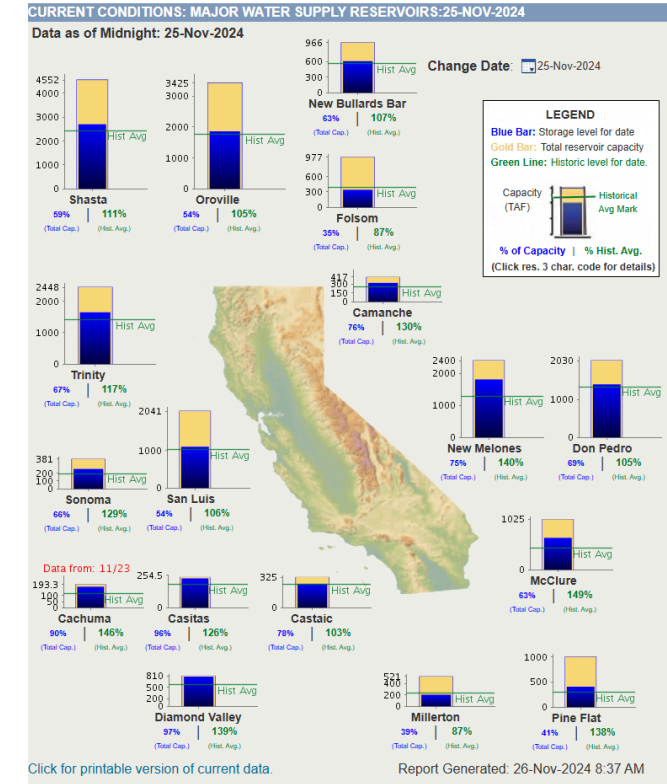 CURRENT CONDITIONS: MAJOR WATER SUPPLY RESERVOIRS:25-NOV-2024
Data as of Midnight: 25-Nov-2024
Change Date: 25-Nov-2024
966
600
300
0
Hist Avg
New Bullards Bar
63% | 107%
(Total Cap.) (Hist. Avg.)
4552
4000
3000
2000
1000
0
Hist Avg
Shasta
59% | 111%
(Total Cap.) (Hist. Avg.)
3425
3000
2000
1000
0
Hist Avg
Oroville
54% | 105%
(Total Cap.) (Hist. Avg.)
977
600
300
0
Hist Avg
Folsom
35% | 87%
(Total Cap.) (Hist. Avg.)
LEGEND
Blue Bar: Storage level for date
Gold Bar: Total reservoir capacity
Green Line: Historic level for date.
Capacity
(TAF)
Historical
Avg Mark
% of Capacity | % Hist. Avg.
(Click res. 3 char. code for details)
2448
2000
1000
0
Hist Avg
Trinity
67% | 117%
(Total Cap.) (Hist. Avg.)
417
300
150
0
Hist Avg
Camanche
76% | 130%
(Total Cap.) (Hist. Avg.)
2400
2000
1000
0
Hist Avg
New Melones
75% | 140%
(Total Cap.) (Hist. Avg.)
2030
1000
0
Hist Avg
Don Pedro
69% | 105%
(Total Cap.) (Hist. Avg.)
381
200
100
0
Hist Avg
Sonoma
66% | 129%
(Total Cap.) (Hist. Avg.)
2041
1000
0
Hist Avg
San Luis
54% | 106%
(Total Cap.) (Hist. Avg.)
1025
0
Hist Avg
McClure
63% | 149%
(Total Cap.) (Hist. Avg.)
Data from: 11/23
193.3
100
50
0
Hist Avg
Cachuma
90% | 146%
(Total Cap.) (Hist. Avg.)
254.5
0
Hist Avg
Casitas
96% | 126%
(Total Cap.) (Hist. Avg.)
325
0
Hist Avg
Castaic
78% | 103%
(Total Cap.) (Hist. Avg.)
810
500
200
0
Hist Avg
Diamond Valley
97% | 139%
(Total Cap.) (Hist. Avg.)
521
400
200
0
Hist Avg
Millerton
39% | 87%
(Total Cap.) (Hist. Avg.)
1000
500
0
Hist Avg
Pine Flat
41% | 138%
(Total Cap.) (Hist. Avg.)
Click for printable version of current data.
Report Generated: 26-Nov-2024 8:37 AM